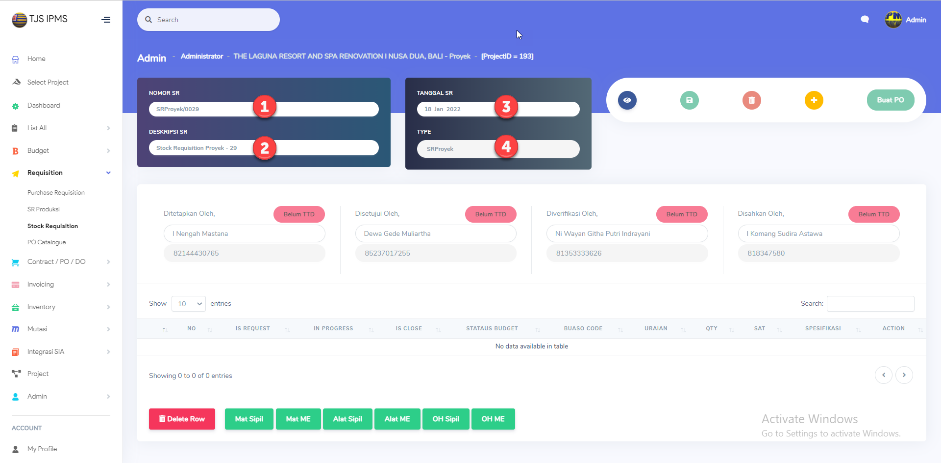 TJS IPMS
Search
Admin
Admin - Administrator - THE LAGUNA RESORT AND SPA RENOVATION I NUSA DUA, BALI - Proyek - [ProjectID = 193]
Home
Select Project
Dashboard
List All
Budget
Requisition
Purchase Requisition
SR Produksi
Stock Requisition
PO Catalogue
Contract / PO / DO
Invoicing
Inventory
Mutasi
Integrasi SIA
Project
Admin
ACCOUNT
My Profile
NOMOR SR
SRProyek/0029
1
DESKRIPSI SR
Stock Requisition Proyek - 29
2
TANGGAL SR
18 Jan 2022
3
TYPE
SRProyek
4
Buat PO
Ditetapkan Oleh, Belum TTD
I Nengah Mastana
82144430765
Disetujui Oleh, Belum TTD
Dewa Gede Muliartha
85237017255
Diverifikasi Oleh, Belum TTD
Ni Wayan Githa Putri Indrayani
81353333626
Disahkan Oleh, Belum TTD
I Komang Sudira Astawa
818347580
Show 10 entries
Search:
NO IS REQUEST IN PROGRESS IS CLOSE STATAUS BUDGET BUASO CODE URAIAN QTY SAT SPESIFIKASI ACTION
No data available in table
Showing 0 to 0 of 0 entries
Delete Row Mat Sipil Mat ME Alat Sipil Alat ME OH Sipil OH ME
Activate Windows
Go to Settings to activate Windows.